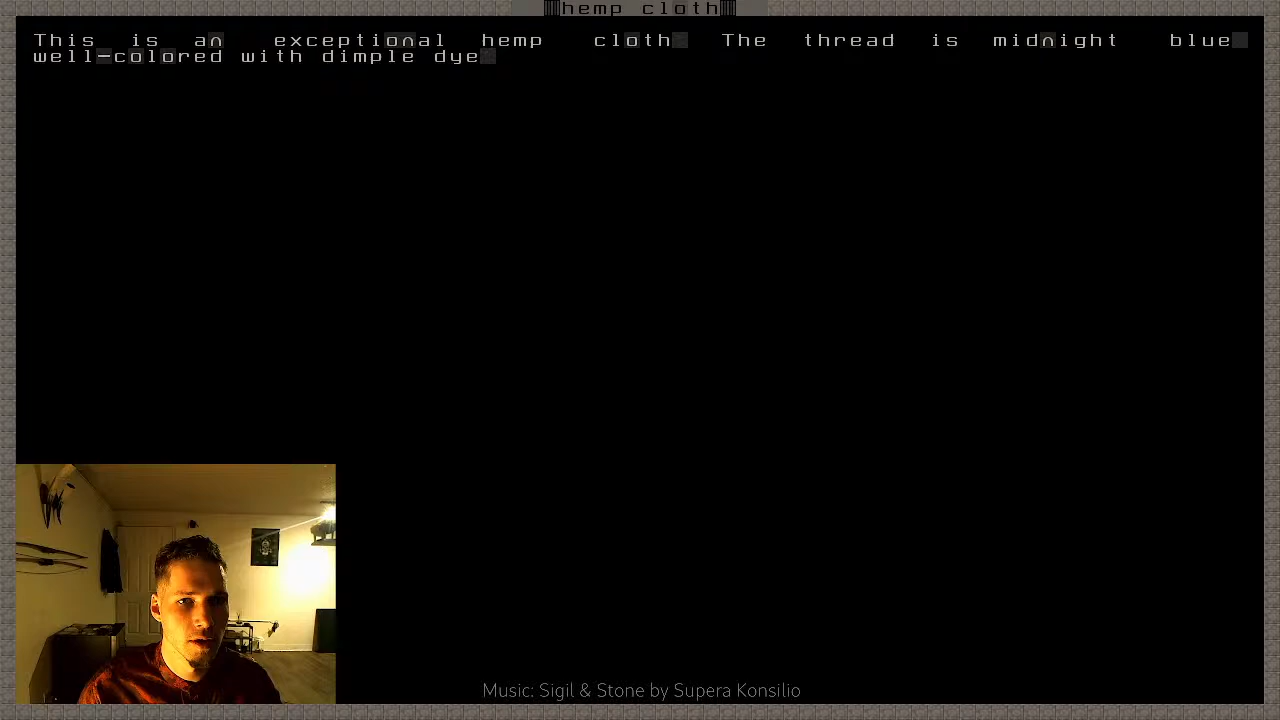 hemp cloth
This is an exceptional hemp cloth. The thread is midnight blue,
well-colored with dimple dye.
Music: Sigil & Stone by Supera Konsilio